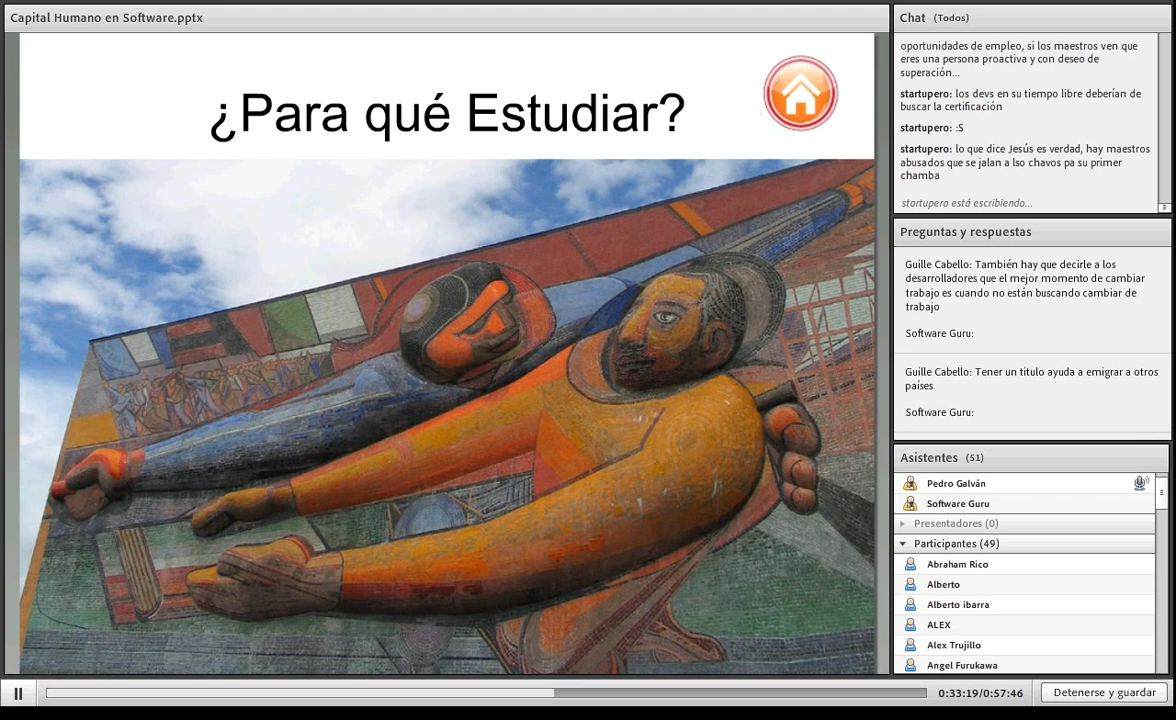 Capital Humano en Software.pptx
¿Para qué Estudiar?
Chat (Todos)
oportunidades de empleo, si los maestros ven que
eres una persona proactiva y con deseo de
superación...
startupero: los devs en su tiempo libre deberían de
buscar la certificación
startupero: :S
startupero: lo que dice Jesús es verdad, hay maestros
abusados que se jalan a lso chavos pa su primer
chamba
startupero está escribiendo...
Preguntas y respuestas
Guille Cabello: También hay que decirle a los
desarrolladores que el mejor momento de cambiar
trabajo es cuando no están buscando cambiar de
trabajo
Software Guru:
Guille Cabello: Tener un titulo ayuda a emigrar a otros
países
Software Guru:
Asistentes (51)
Pedro Galván
Software Guru
Presentadores (0)
Participantes (49)
Abraham Rico
Alberto
Alberto ibarra
ALEX
Alex Trujillo
Angel Furukawa
0:33:19/0:57:46
Detenerse y guardar